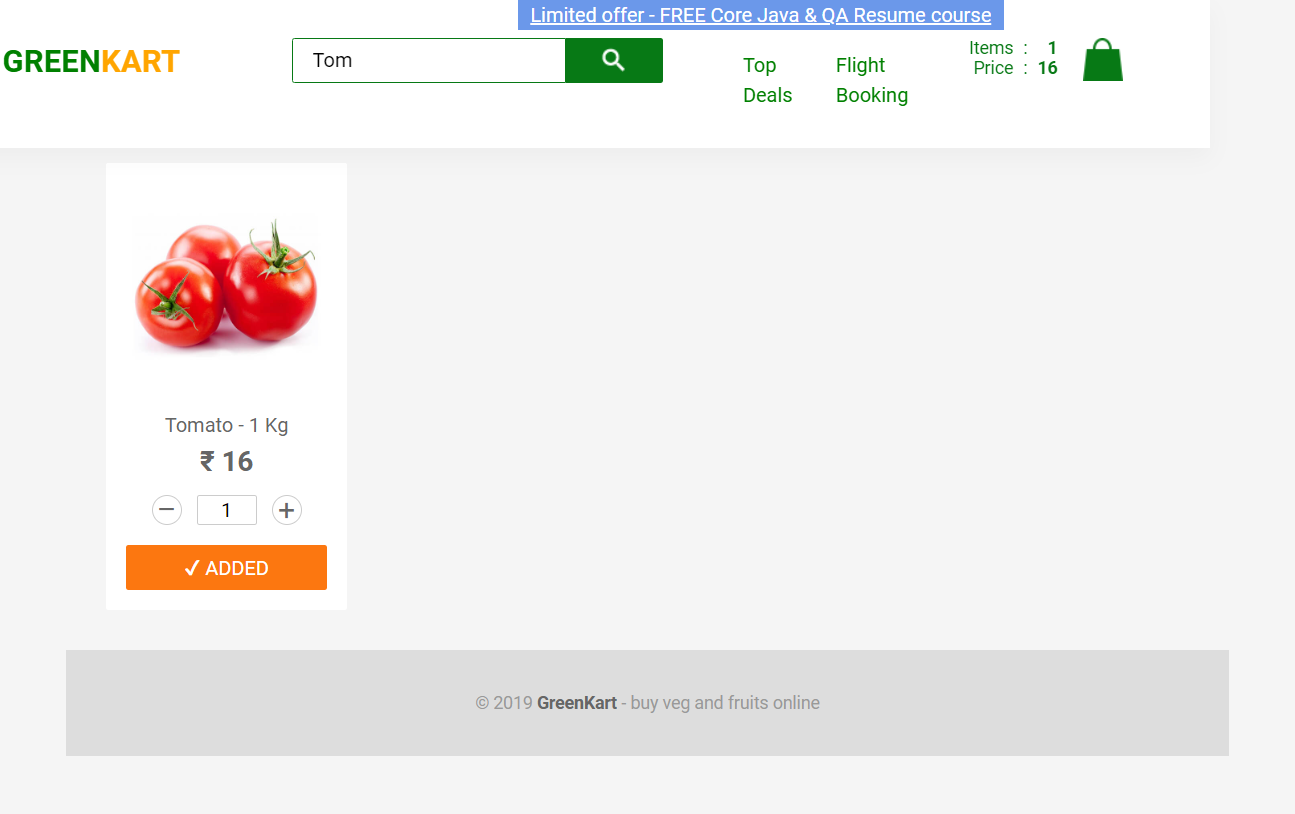 Limited offer - FREE Core Java & QA Resume course
GREENKART
Tom
Top
Deals
Flight
Booking
Items : 1
Price : 16
Tomato - 1 Kg
₹ 16
− 1 +
✓ ADDED
© 2019 GreenKart - buy veg and fruits online